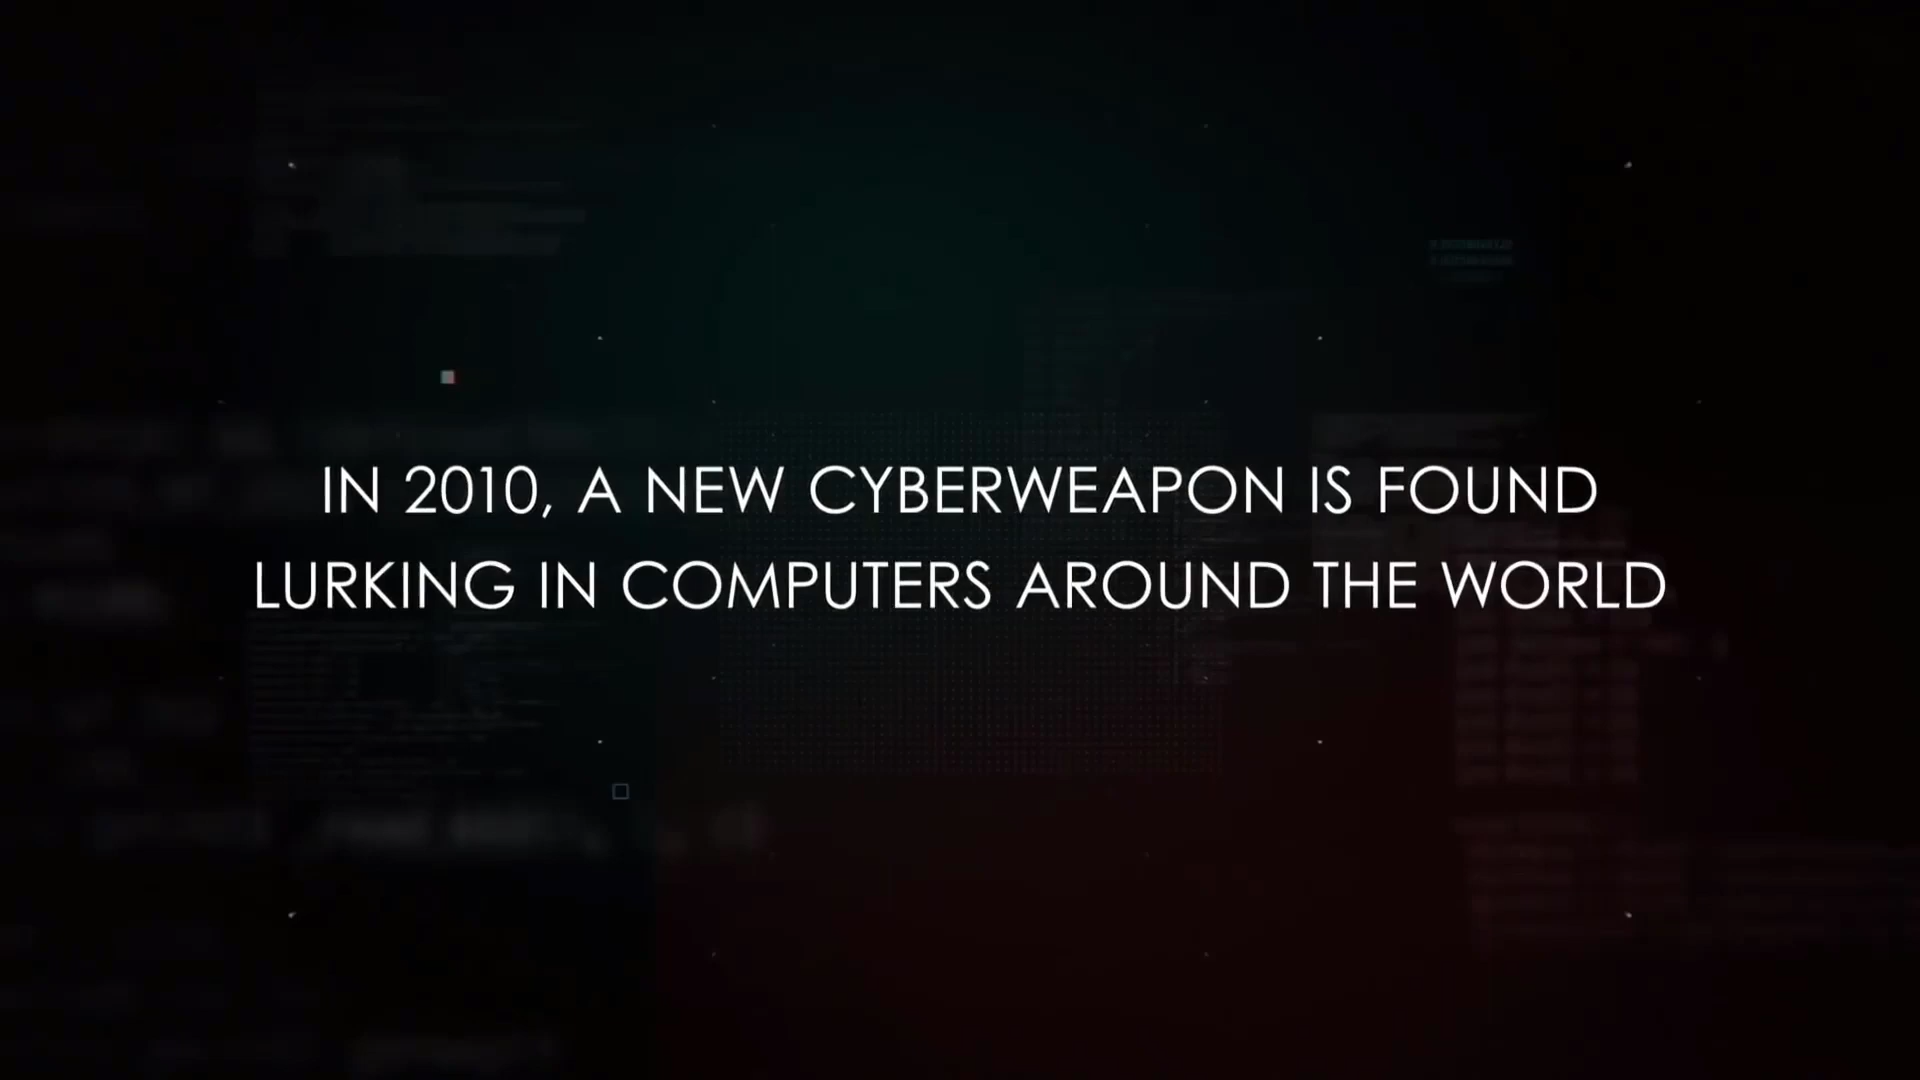 IN 2010, A NEW CYBERWEAPON IS FOUND
LURKING IN COMPUTERS AROUND THE WORLD